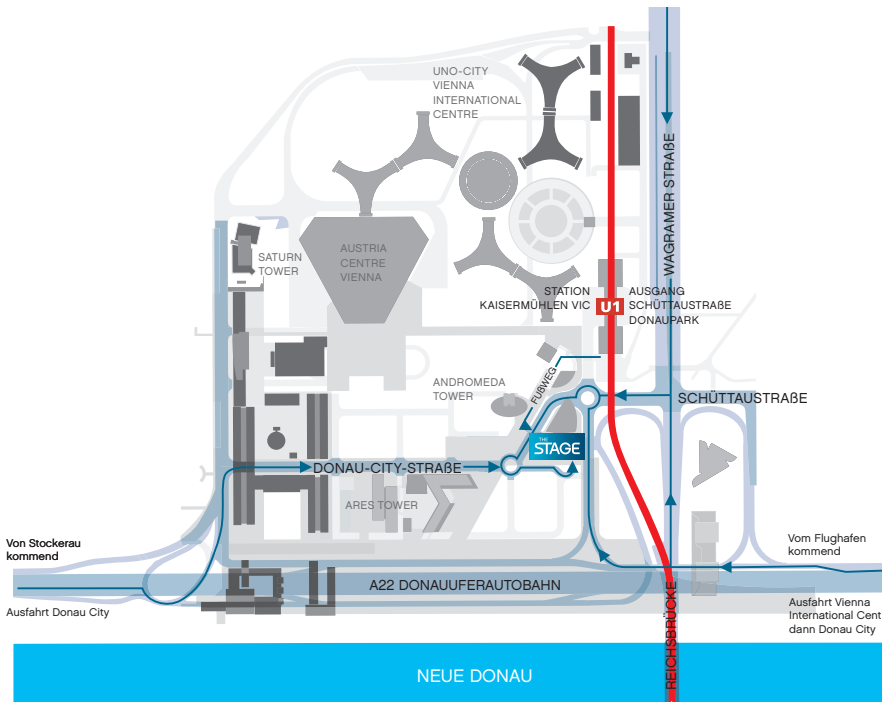 UNO-CITY
VIENNA
INTERNATIONAL
CENTRE
WAGRAMER STRAßE
SATURN
TOWER
AUSTRIA
CENTRE
VIENNA
STATION
KAISERMÜHLEN VIC
U1
AUSGANG
SCHÜTTAUSTRAßE
DONAUPARK
ANDROMEDA
TOWER
FUßWEG
SCHÜTTAUSTRAßE
THE
STAGE
DONAU-CITY-STRAßE
ARES TOWER
Von Stockerau
kommend
Vom Flughafen
kommend
A22 DONAUUFERAUTOBAHN
Ausfahrt Donau City
Ausfahrt Vienna
International Cent
dann Donau City
REICHSBRÜCKE
NEUE DONAU